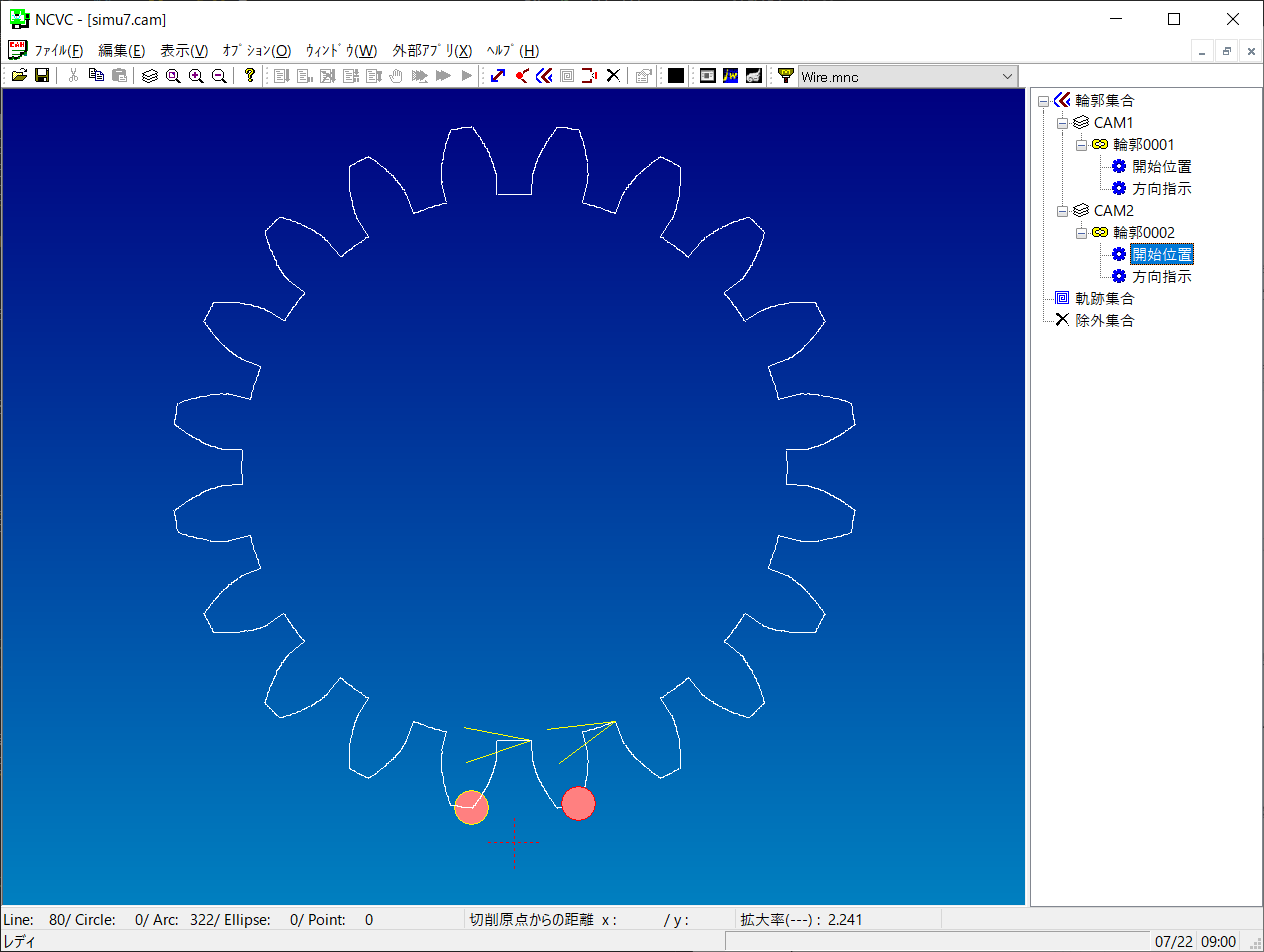 NCVC - [simu7.cam]
ﾌｧｲﾙ(F) 編集(E) 表示(V) ｵﾌﾟｼｮﾝ(O) ｳｨﾝﾄﾞｳ(W) 外部ｱﾌﾟﾘ(X) ﾍﾙﾌﾟ(H)
Wire.mnc
輪郭集合
CAM1
輪郭0001
開始位置
方向指示
CAM2
輪郭0002
開始位置
方向指示
軌跡集合
除外集合
Line: 80/ Circle: 0/ Arc: 322/ Ellipse: 0/ Point: 0 切削原点からの距離 x : / y : 拡大率(---) : 2.241
レディ 07/22 09:00